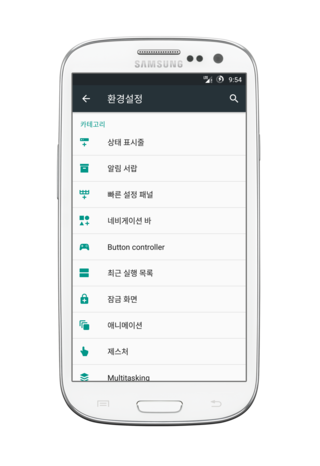 SAMSUNG
9:54
환경설정
카테고리
상태 표시줄
알림 서랍
빠른 설정 패널
네비게이션 바
Button controller
최근 실행 목록
잠금 화면
애니메이션
제스처
Multitasking